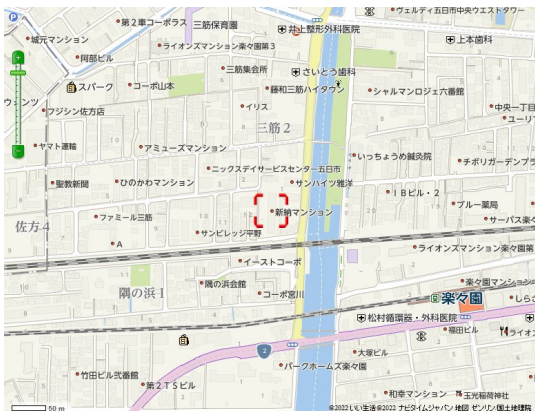 ヴェルディ五日市中央ウエストタワー
第2車コーポラス
三筋保育園
井上整形外科医院
城元マンション
ライオンズマンション楽々園第3
上本歯科
阿部ビル
三筋集会所
さいとう歯科
スパーク
コーポ山本
藤和三筋ハイタウン
シャルマンロジェ六番館
ウェンツ
フジシン佐方店
イリス
中央一丁目
ユーリ
三筋2
ヤマト運輸
アミューズマンション
いっちょうめ鍼灸院
チボリガーデンプラ
ニックスデイサービスセンター五日市
聖教新聞
ひのかわマンション
サンハイツ雅洋
IBビル・2
ブルー薬局
新納マンション
ファミール三筋
サーパス楽々
佐方4
サンビレッジ平野
A
ライオンズマンション楽々園第
イーストコーポ
隅の浜会館
楽々園マンション
隅の浜1
コーポ宮川
楽々園
しらさ
松村循環器・外科医院
福田ビル
ライオン
2
大塚ビル
パークホームズ楽々園
竹田ビル弐番館
第2TSビル
和幸マンション
玉光稲荷神社
50 m
©2022 いい生活 ©2022 ナビタイムジャパン 地図 ゼンリン/国土地理院